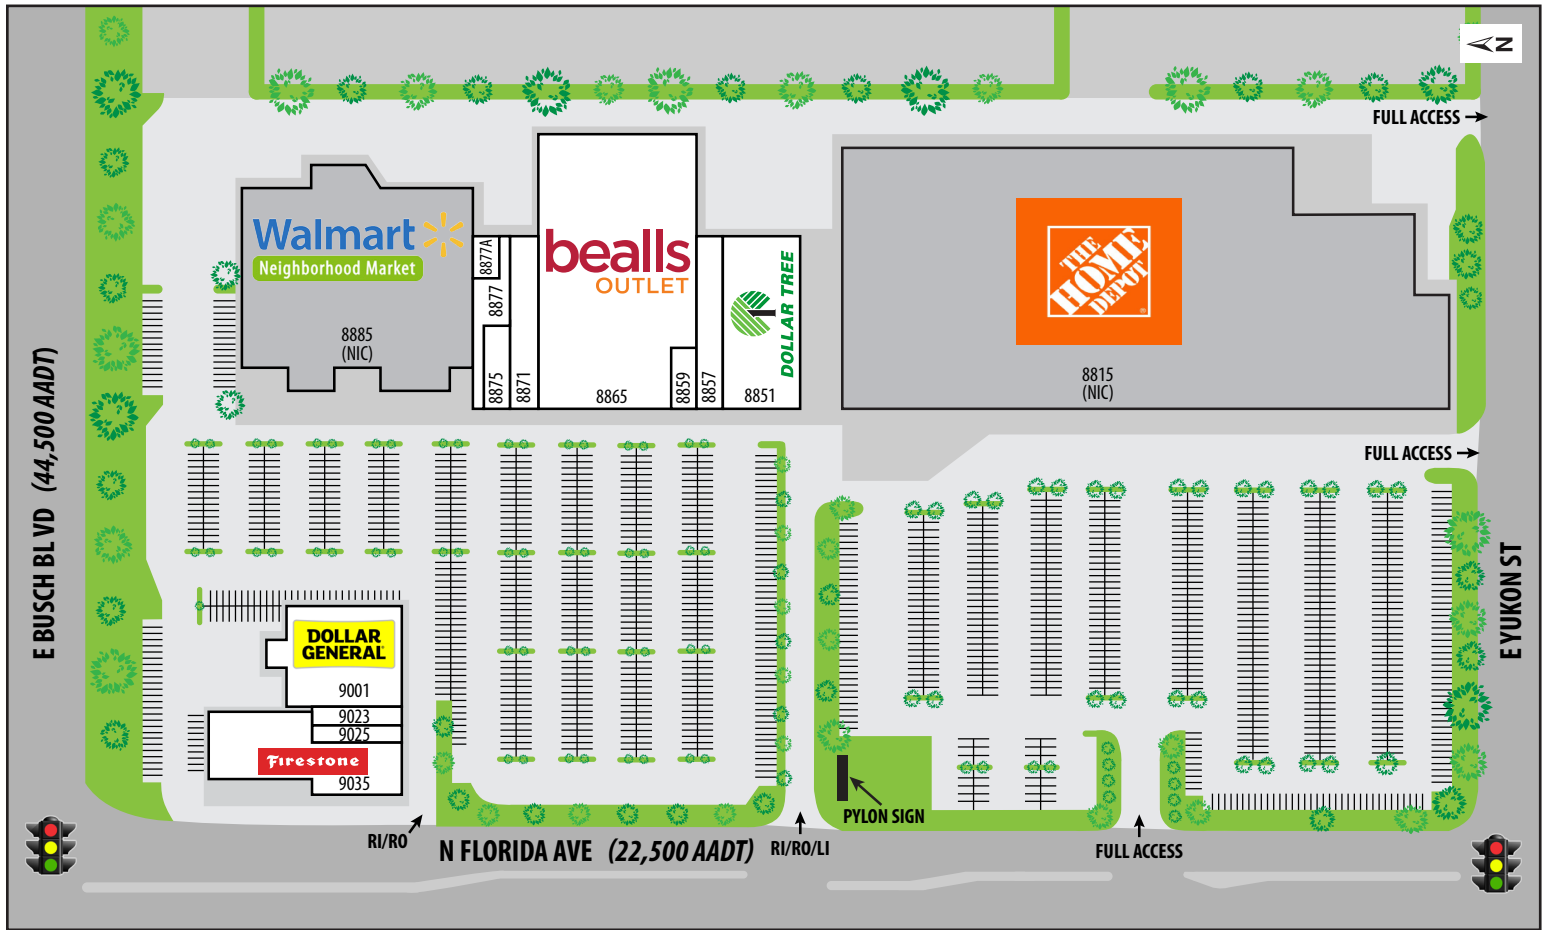 N
FULL ACCESS
Walmart
Neighborhood Market
8885
(NIC)
8877A
8877
8875
8871
bealls
OUTLET
8865
8859
8857
DOLLAR TREE
8851
THE
HOME
DEPOT
8815
(NIC)
FULL ACCESS
E BUSCH BLVD (44,500 AADT)
E YUKON ST
DOLLAR
GENERAL
9001
9023
9025
Firestone
9035
PYLON SIGN
RI/RO
N FLORIDA AVE (22,500 AADT)
RI/RO/LI
FULL ACCESS